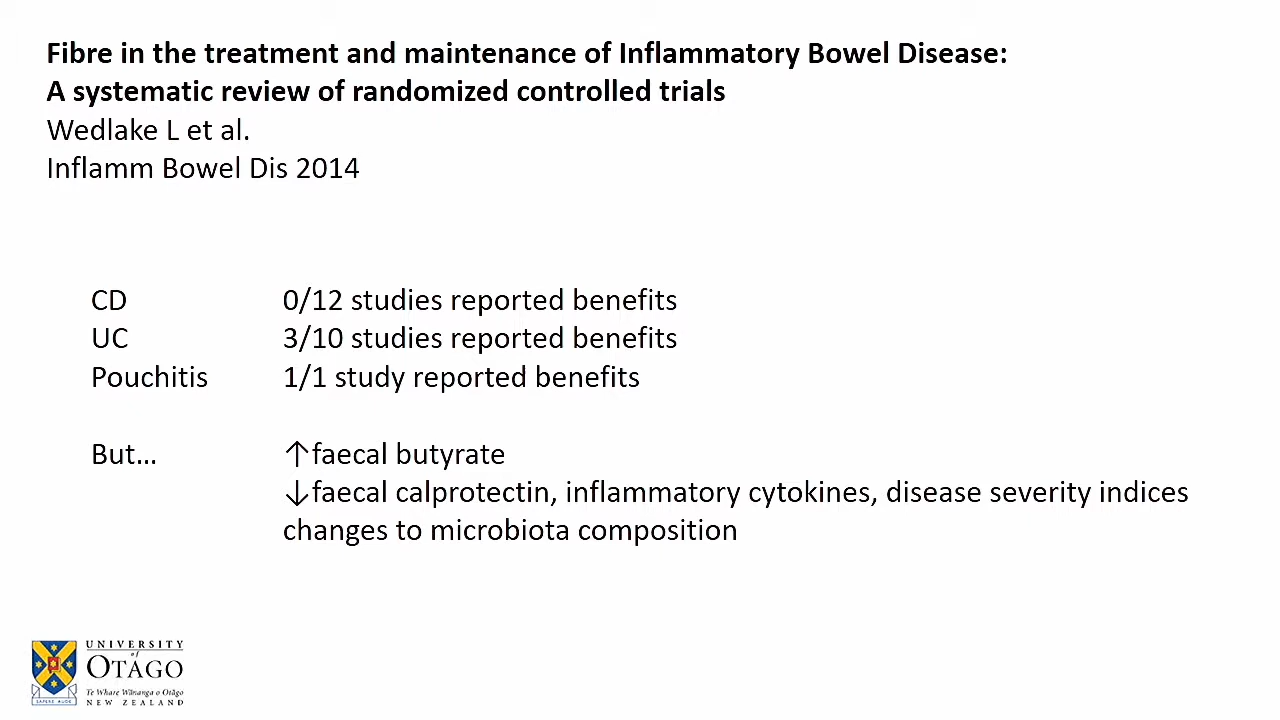 Fibre in the treatment and maintenance of Inflammatory Bowel Disease:
A systematic review of randomized controlled trials
Wedlake L et al.
Inflamm Bowel Dis 2014
CD 0/12 studies reported benefits
UC 3/10 studies reported benefits
Pouchitis 1/1 study reported benefits
But… ↑faecal butyrate
↓faecal calprotectin, inflammatory cytokines, disease severity indices
changes to microbiota composition
UNIVERSITY
of
OTĀGO
Te Whare Wānanga o Otāgo
NEW ZEALAND
SAPERE AUDE